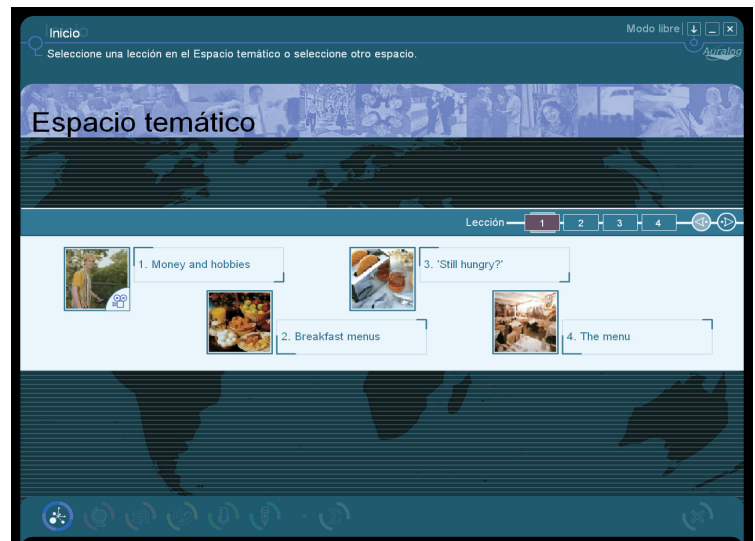 Inicio
Modo libre
Seleccione una lección en el Espacio temático o seleccione otro espacio.
Auralog
Espacio temático
Lección 1 2 3 4
1. Money and hobbies
3. 'Still hungry?'
2. Breakfast menus
4. The menu